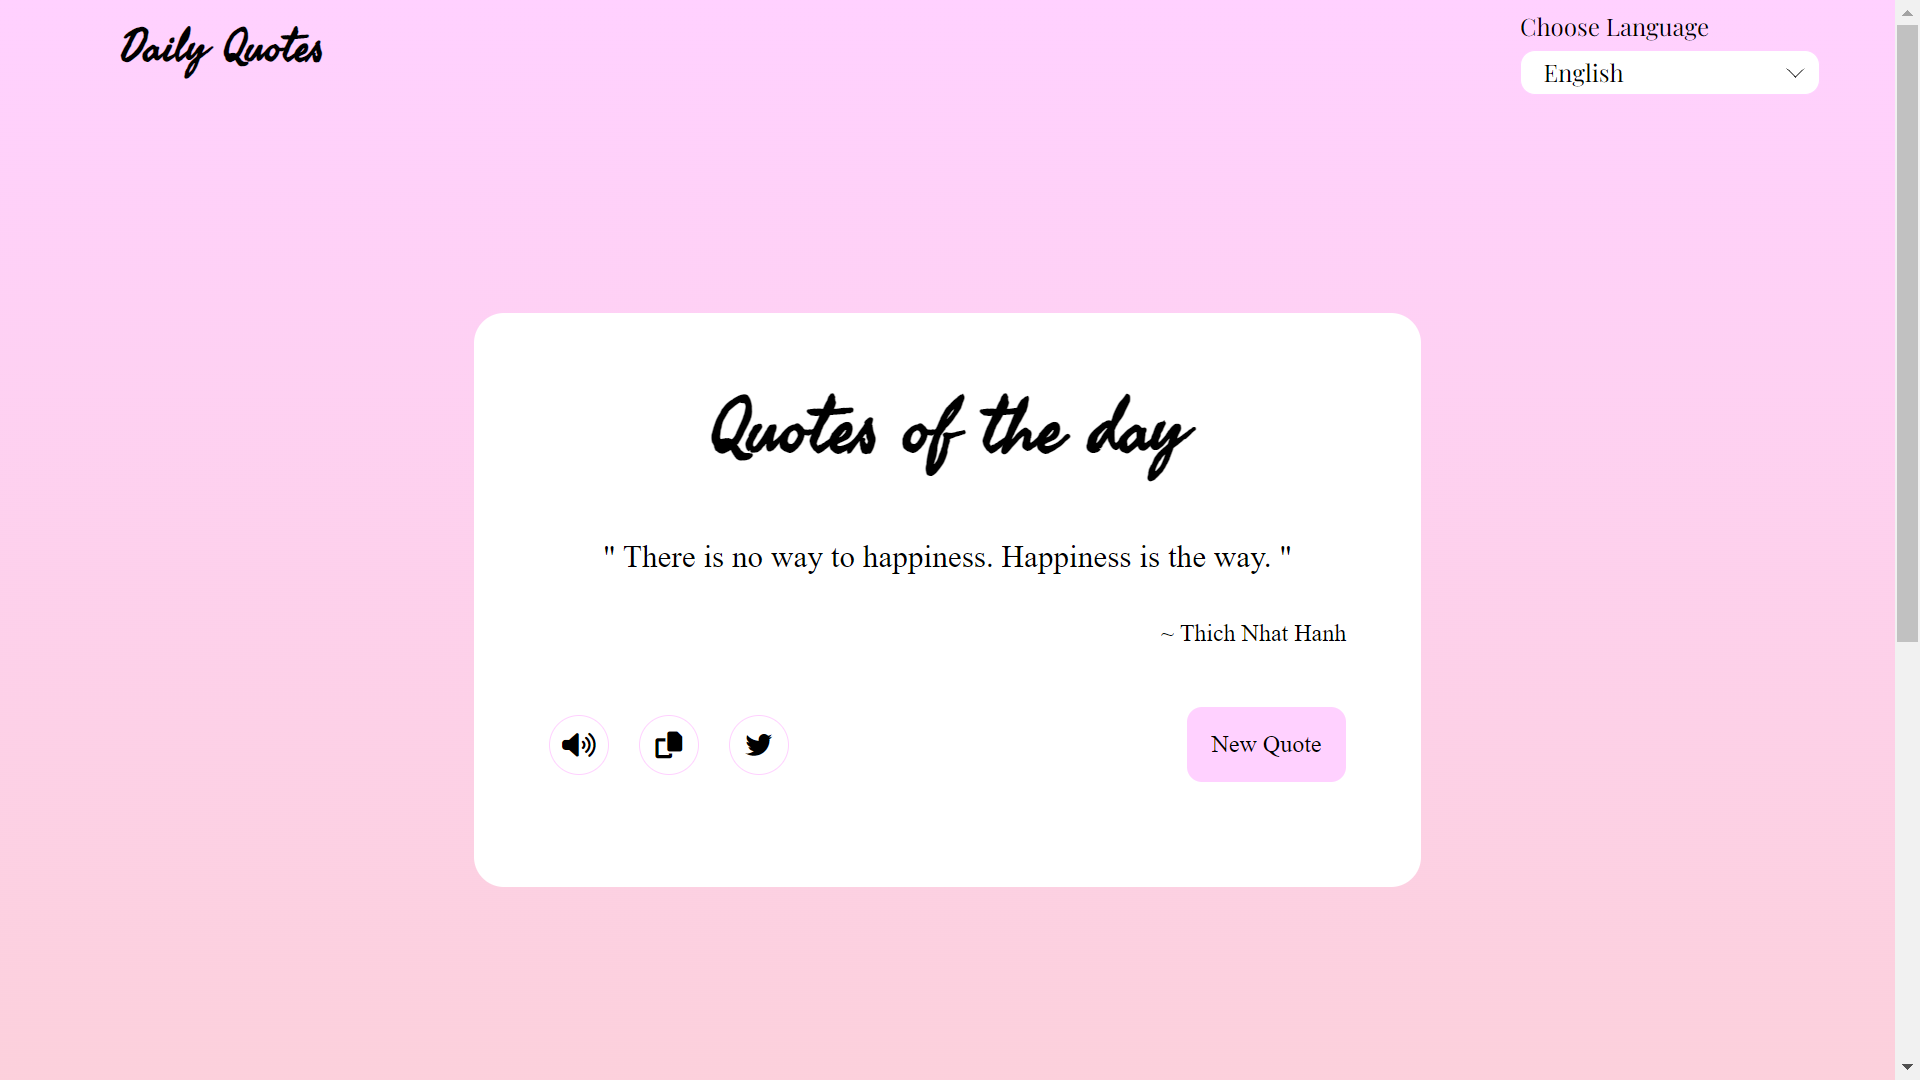 Daily Quotes
Choose Language
English
Quotes of the day
" There is no way to happiness. Happiness is the way. "
~ Thich Nhat Hanh
New Quote